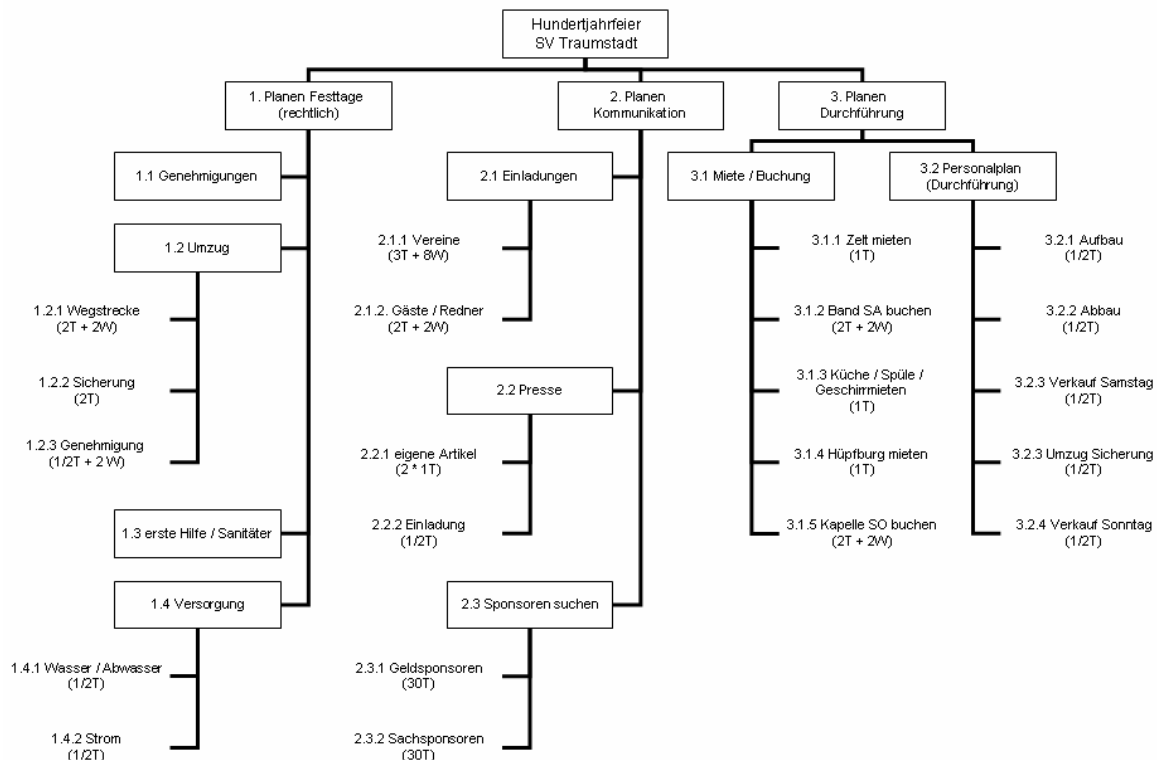 Hundertjahrfeier
SV Traumstadt
1. Planen Festtage
(rechtlich)
1.1 Genehmigungen
1.2 Umzug
1.2.1 Wegstrecke
(2T + 2W)
1.2.2 Sicherung
(2T)
1.2.3 Genehmigung
(1/2T + 2 W)
1.3 erste Hilfe / Sanitäter
1.4 Versorgung
1.4.1 Wasser / Abwasser
(1/2T)
1.4.2 Strom
(1/2T)
2. Planen
Kommunikation
2.1 Einladungen
2.1.1 Vereine
(3T + 8W)
2.1.2. Gäste / Redner
(2T + 2W)
2.2 Presse
2.2.1 eigene Artikel
(2 * 1T)
2.2.2 Einladung
(1/2T)
2.3 Sponsoren suchen
2.3.1 Geldsponsoren
(30T)
2.3.2 Sachsponsoren
(30T)
3. Planen
Durchführung
3.1 Miete / Buchung
3.1.1 Zelt mieten
(1T)
3.1.2 Band SA buchen
(2T + 2W)
3.1.3 Küche / Spüle /
Geschirrmieten
(1T)
3.1.4 Hüpfburg mieten
(1T)
3.1.5 Kapelle SO buchen
(2T + 2W)
3.2 Personalplan
(Durchführung)
3.2.1 Aufbau
(1/2T)
3.2.2 Abbau
(1/2T)
3.2.3 Verkauf Samstag
(1/2T)
3.2.3 Umzug Sicherung
(1/2T)
3.2.4 Verkauf Sonntag
(1/2T)